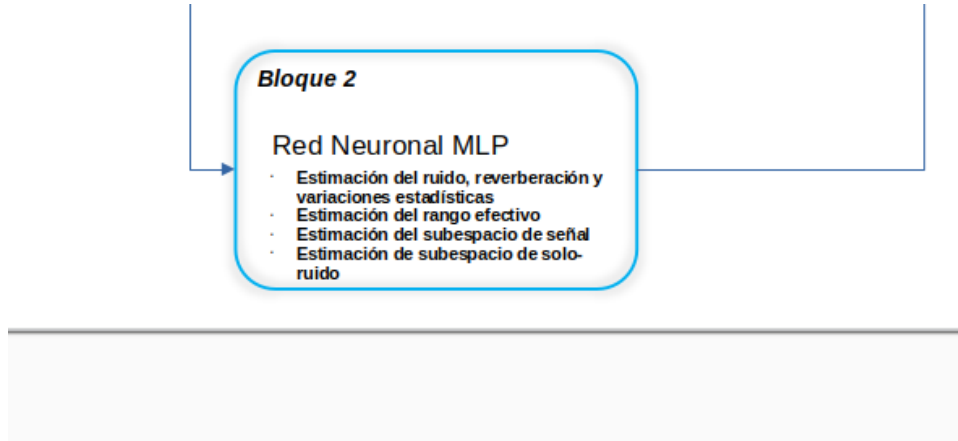 Bloque 2
Red Neuronal MLP
· Estimación del ruido, reverberación y
variaciones estadísticas
· Estimación del rango efectivo
· Estimación del subespacio de señal
· Estimación de subespacio de solo-
ruido